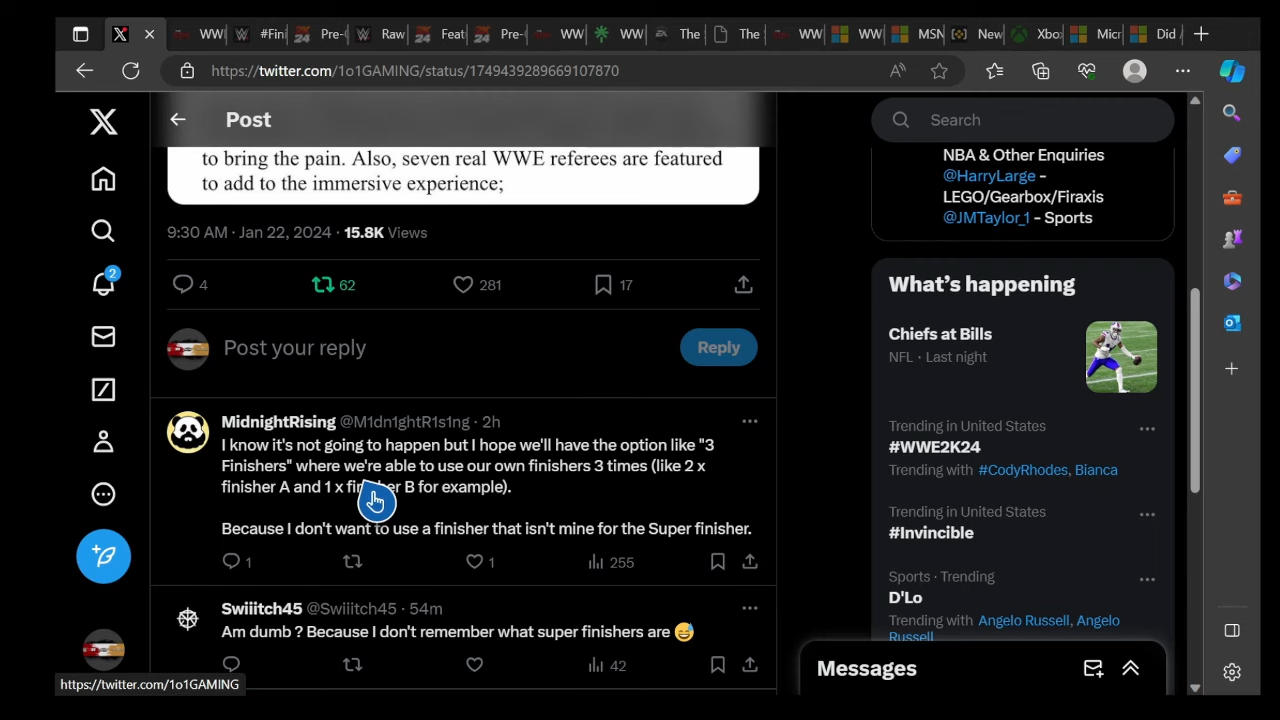 WWE
#Fini
Pre-(
Raw
Feat
Pre-(
WW
WW
The
The
WW
WW
MSN
New
Xbo
Micr
Did
https://twitter.com/1o1GAMING/status/1749439289669107870
Post
to bring the pain. Also, seven real WWE referees are featured
to add to the immersive experience;
9:30 AM · Jan 22, 2024 · 15.8K Views
4 62 281 17
Post your reply
Reply
MidnightRising @M1dn1ghtR1s1ng · 2h
I know it's not going to happen but I hope we'll have the option like "3
Finishers" where we're able to use our own finishers 3 times (like 2 x
finisher A and 1 x finisher B for example).
Because I don't want to use a finisher that isn't mine for the Super finisher.
1 1 255
Swiiitch45 @Swiiitch45 · 54m
Am dumb ? Because I don't remember what super finishers are 😅
42
https://twitter.com/1o1GAMING
2
Search
NBA & Other Enquiries
@HarryLarge -
LEGO/Gearbox/Firaxis
@JMTaylor_1 - Sports
What's happening
Chiefs at Bills
NFL · Last night
Trending in United States
#WWE2K24
Trending with #CodyRhodes, Bianca
Trending in United States
#Invincible
Sports · Trending
D'Lo
Trending with Angelo Russell, Angelo
Russell
Messages